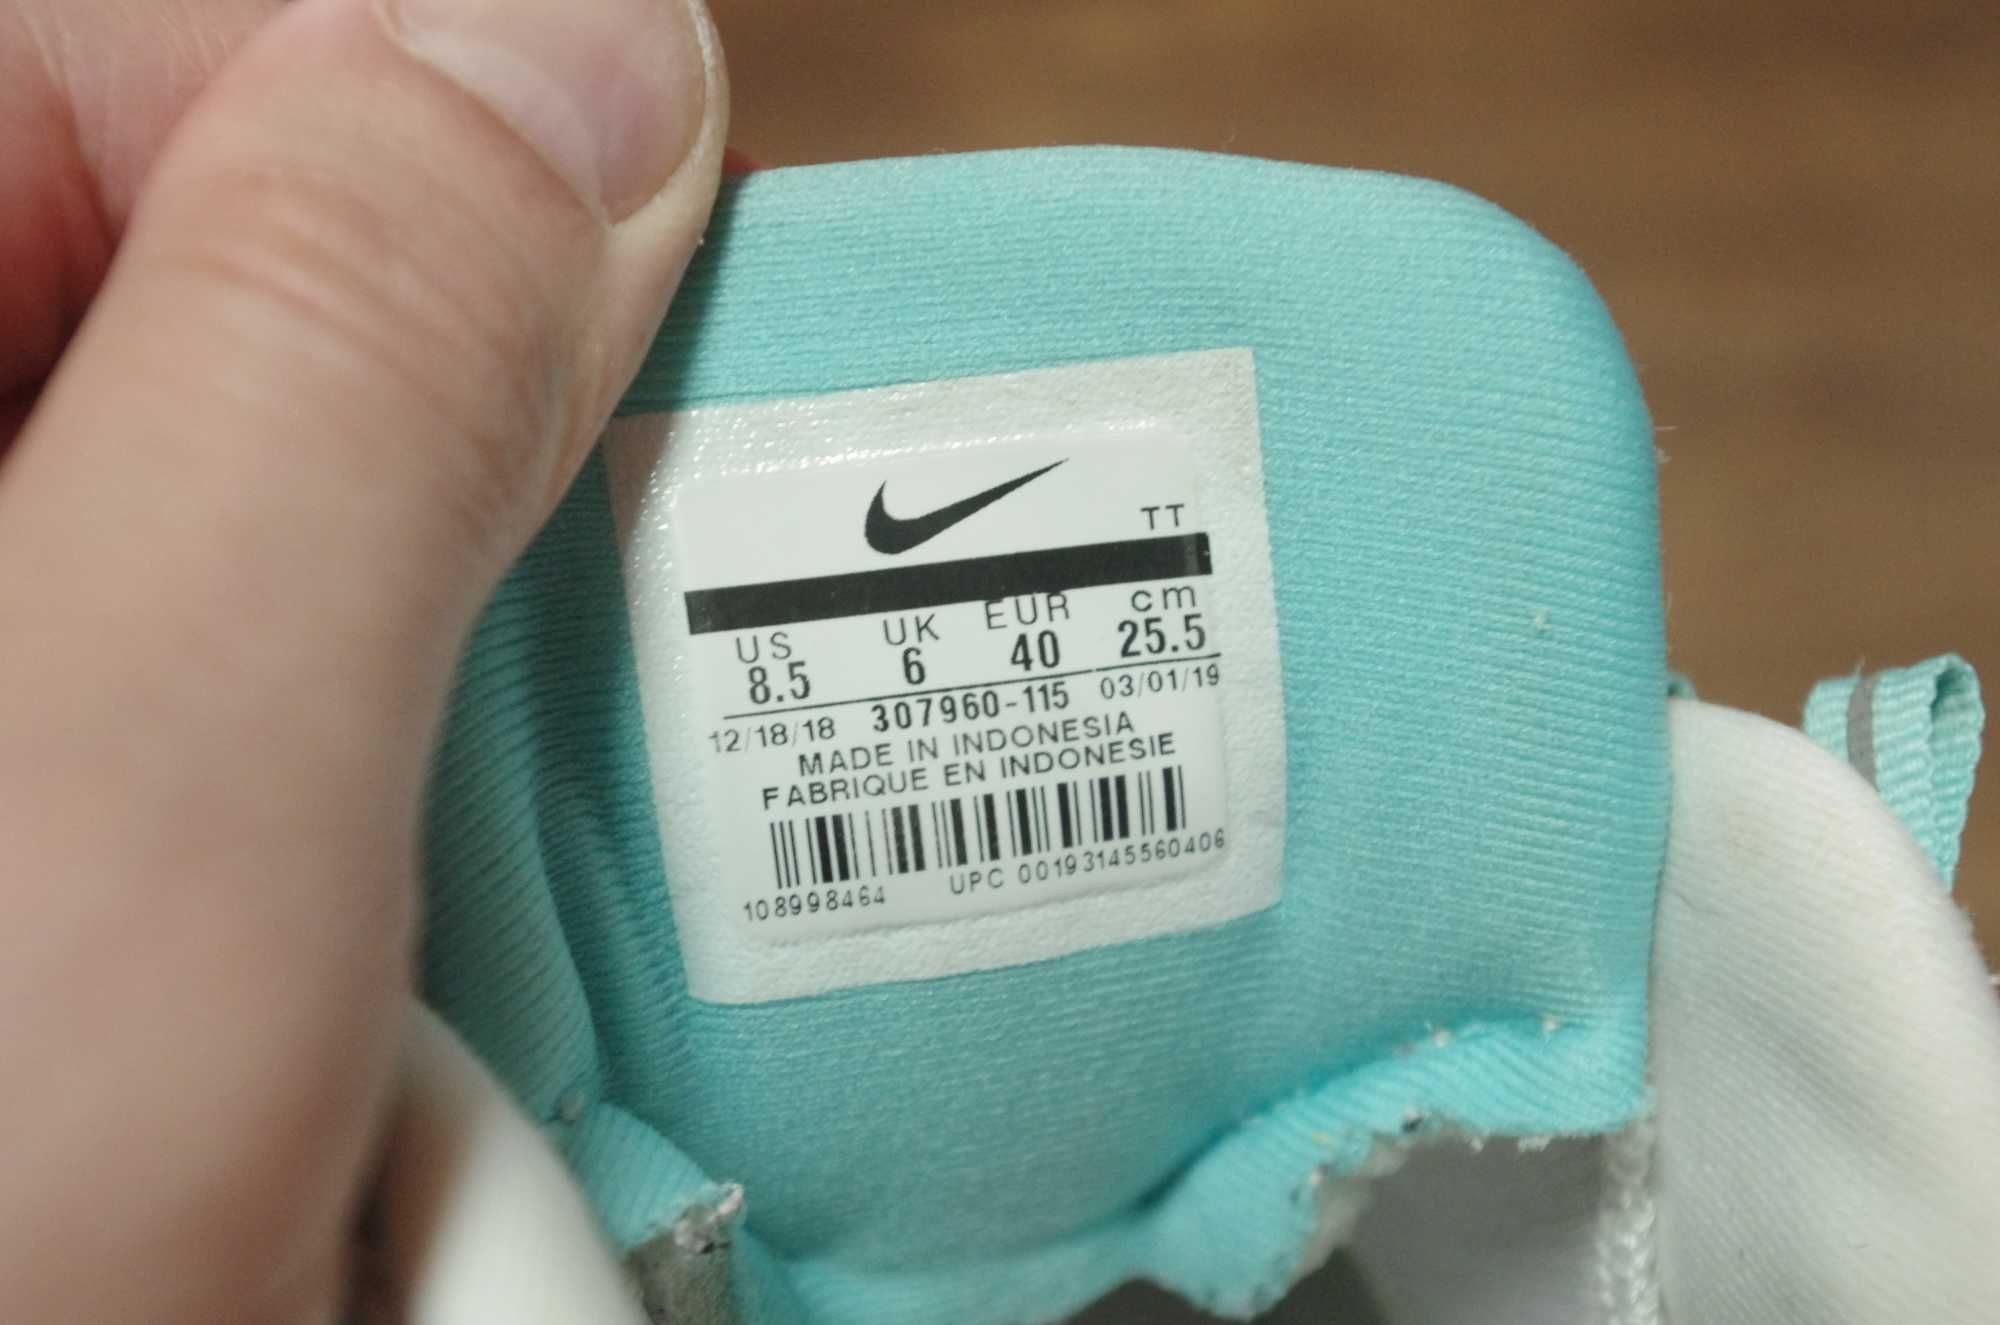 TT
US UK EUR cm
8.5 6 40 25.5
12/18/18 307960-115 03/01/19
MADE IN INDONESIA
FABRIQUE EN INDONESIE
108998464 UPC 00193145560406